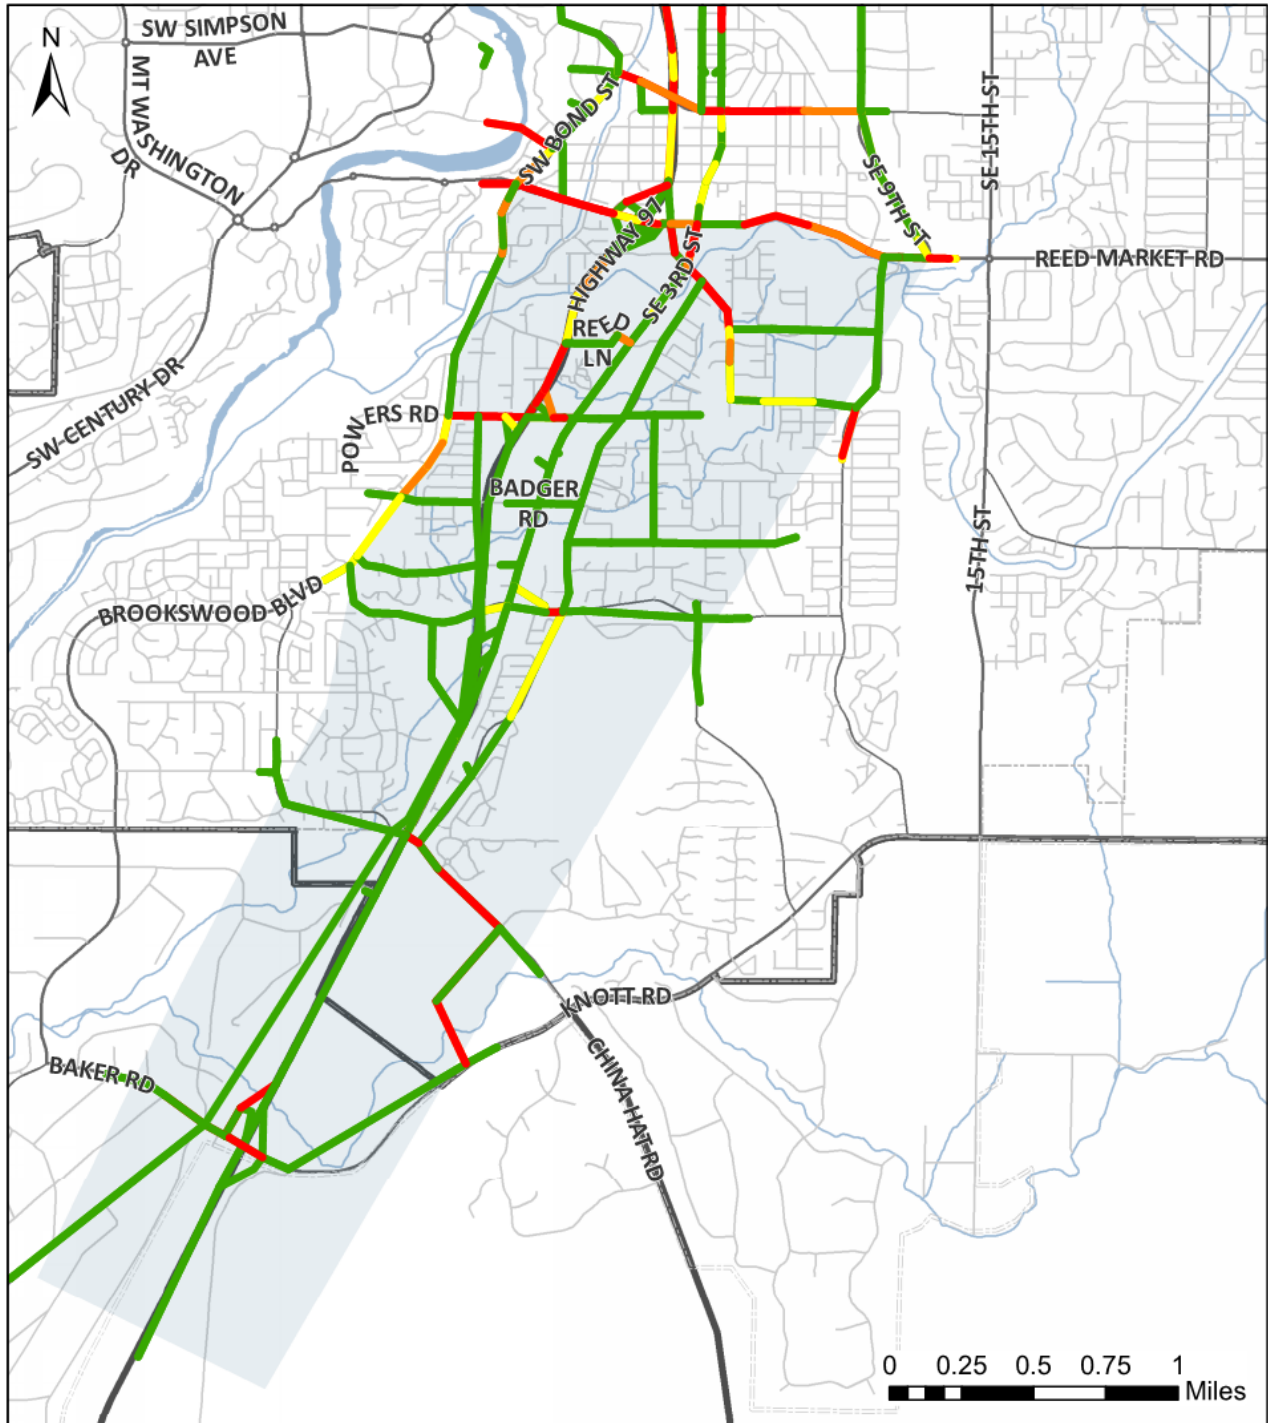 SW SIMPSON
AVE
N
MT WASHINGTON
DR
SW BOND ST
SE 15TH ST
SE 9TH ST
HIGHWAY 97
SE 3RD ST
REED MARKET RD
REED
LN
SW CENTURY DR
POWERS RD
BADGER
RD
15TH ST
BROOKSWOOD BLVD
KNOTT RD
BAKER RD
CHINA HAT RD
0 0.25 0.5 0.75 1
Miles